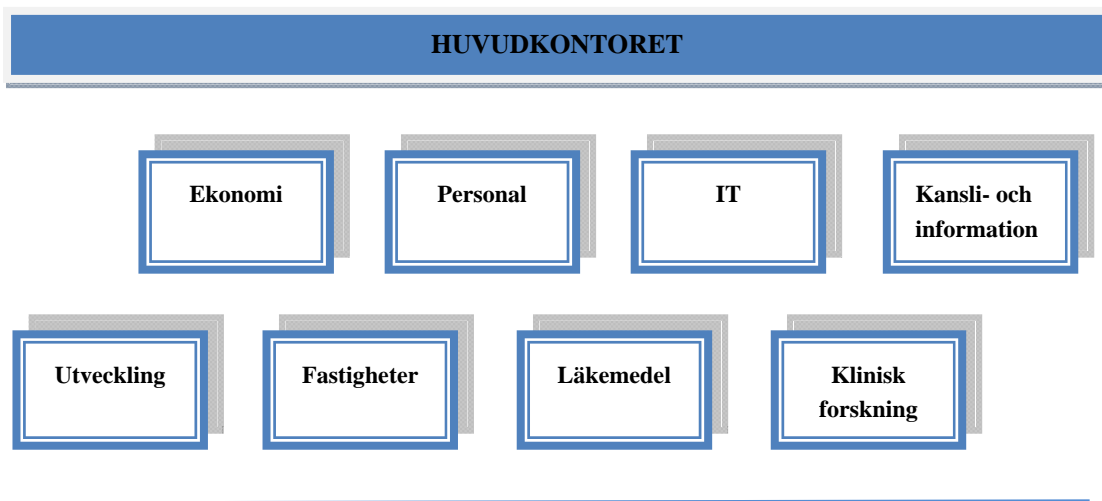 HUVUDKONTORET
Ekonomi
Personal
IT
Kansli- och
information
Utveckling
Fastigheter
Läkemedel
Klinisk
forskning